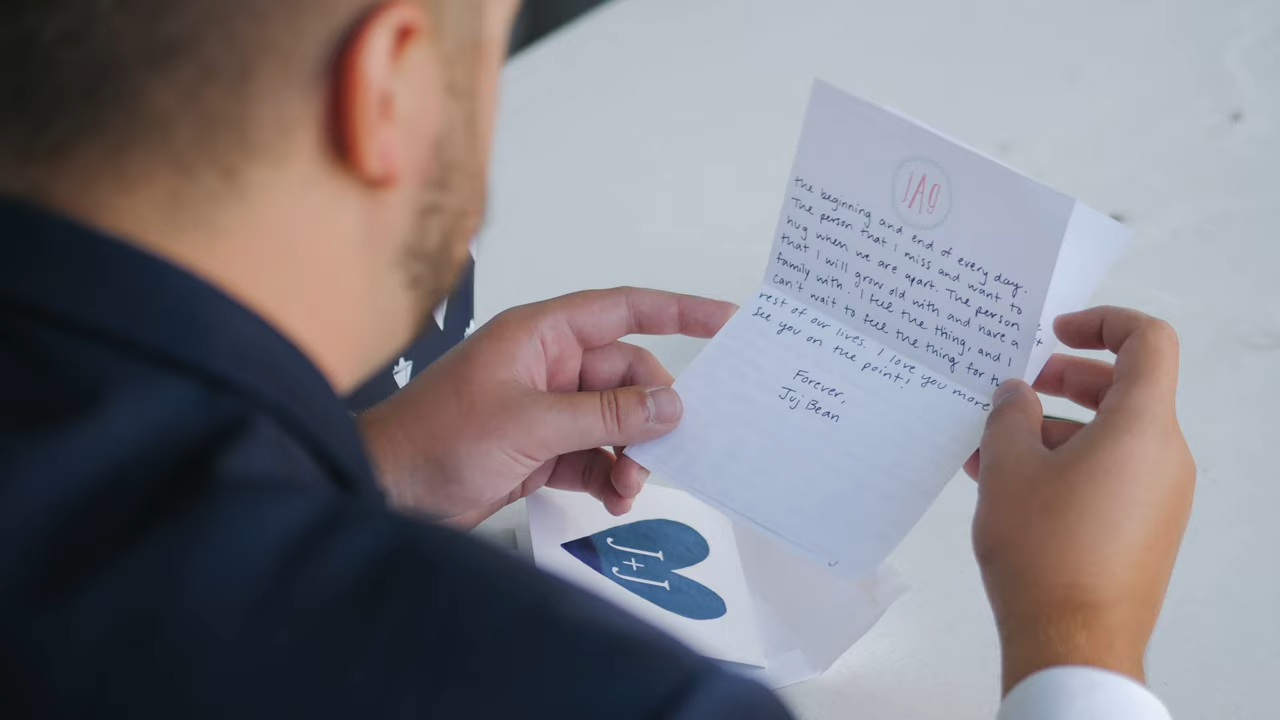 JAg
the beginning and end of every day.
The person that I miss and want to
hug when we are apart. The person
that I will grow old with and have a
family with. I feel the thing, and I
can't wait to feel the thing for
rest of our lives. I love you more
See you on the point!
Forever,
Juj Bean
J+J